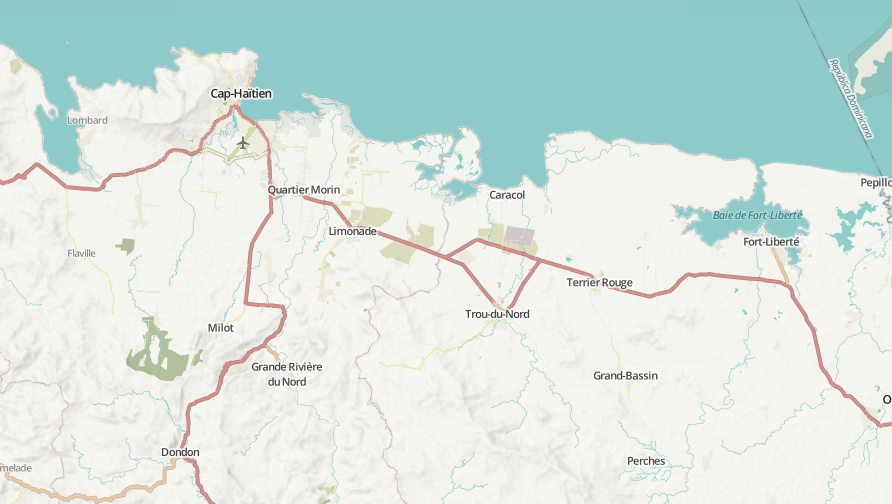 República Dominicana
Cap-Haïtien
Lombard
Pepillo
Quartier Morin
Caracol
Baie de Fort-Liberté
Limonade
Fort-Liberté
Flaville
Terrier Rouge
Trou-du-Nord
Milot
Grande Rivière
du Nord
Grand-Bassin
O
Dondon
Perches
melade